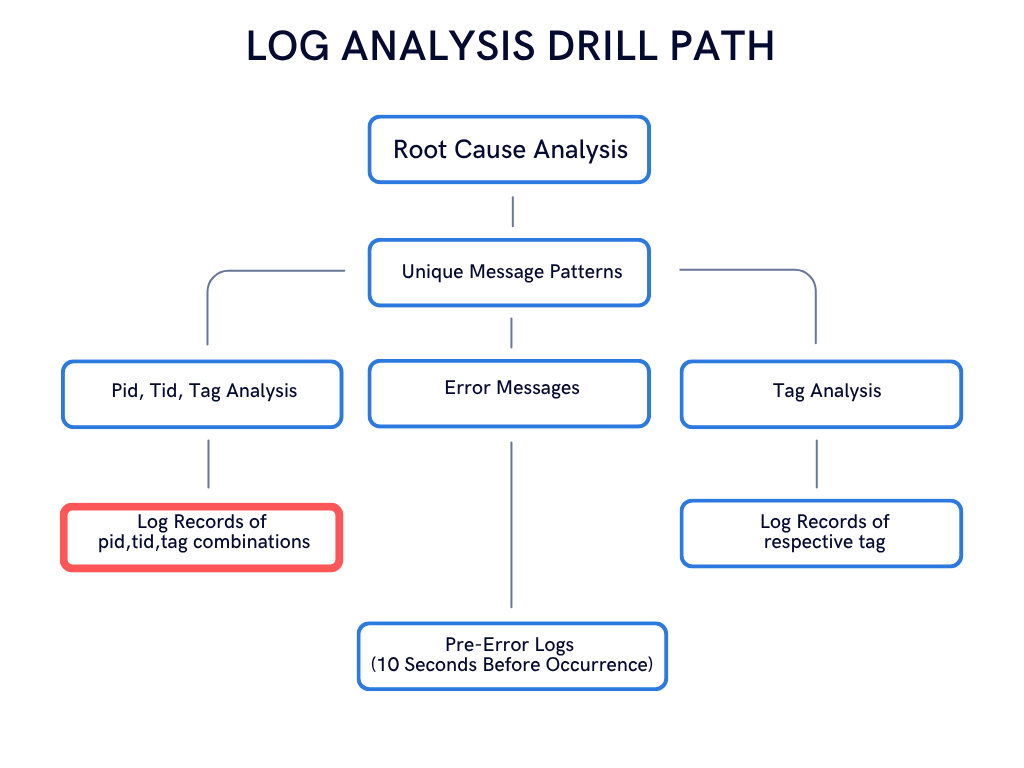 LOG ANALYSIS DRILL PATH
Root Cause Analysis
Unique Message Patterns
Pid, Tid, Tag Analysis
Error Messages
Tag Analysis
Log Records of
pid,tid,tag combinations
Log Records of
respective tag
Pre-Error Logs
(10 Seconds Before Occurrence)